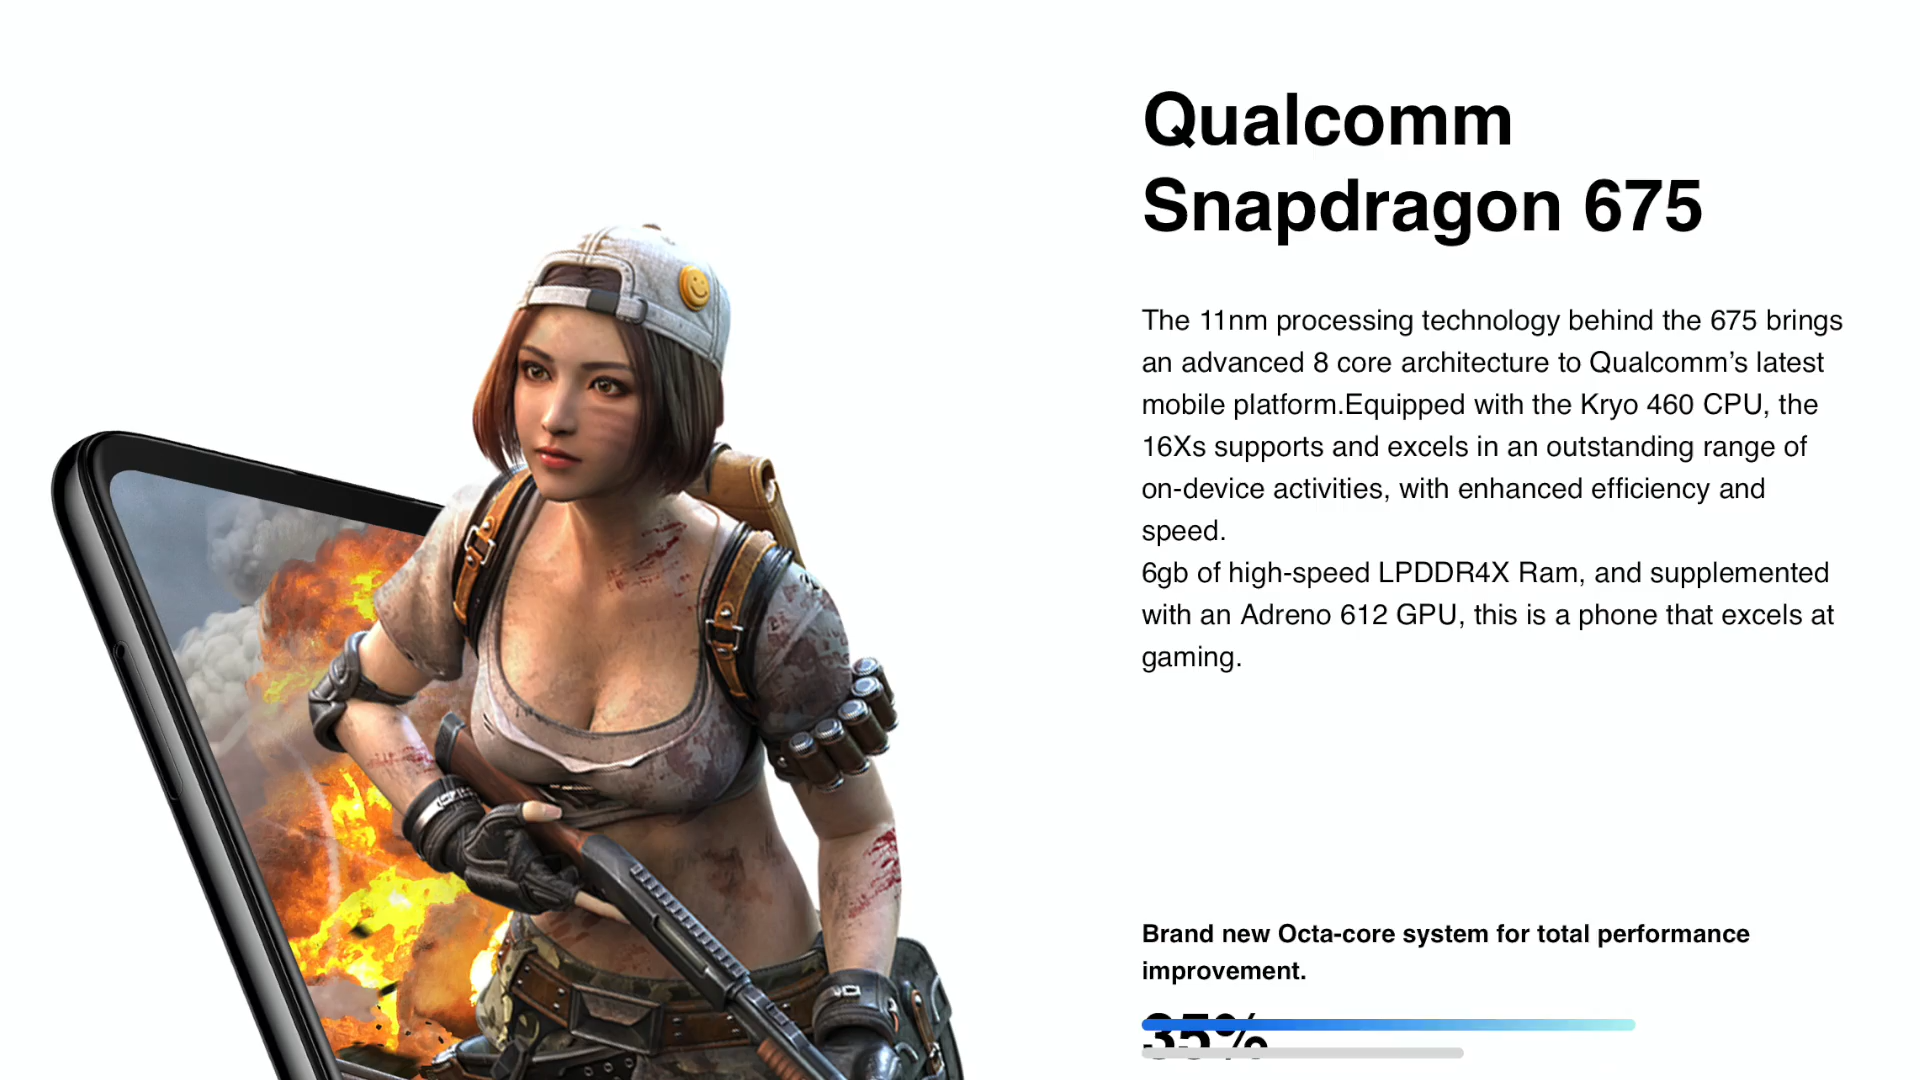 Qualcomm
Snapdragon 675
The 11nm processing technology behind the 675 brings
an advanced 8 core architecture to Qualcomm’s latest
mobile platform.Equipped with the Kryo 460 CPU, the
16Xs supports and excels in an outstanding range of
on-device activities, with enhanced efficiency and
speed.
6gb of high-speed LPDDR4X Ram, and supplemented
with an Adreno 612 GPU, this is a phone that excels at
gaming.
Brand new Octa-core system for total performance
improvement.
35%